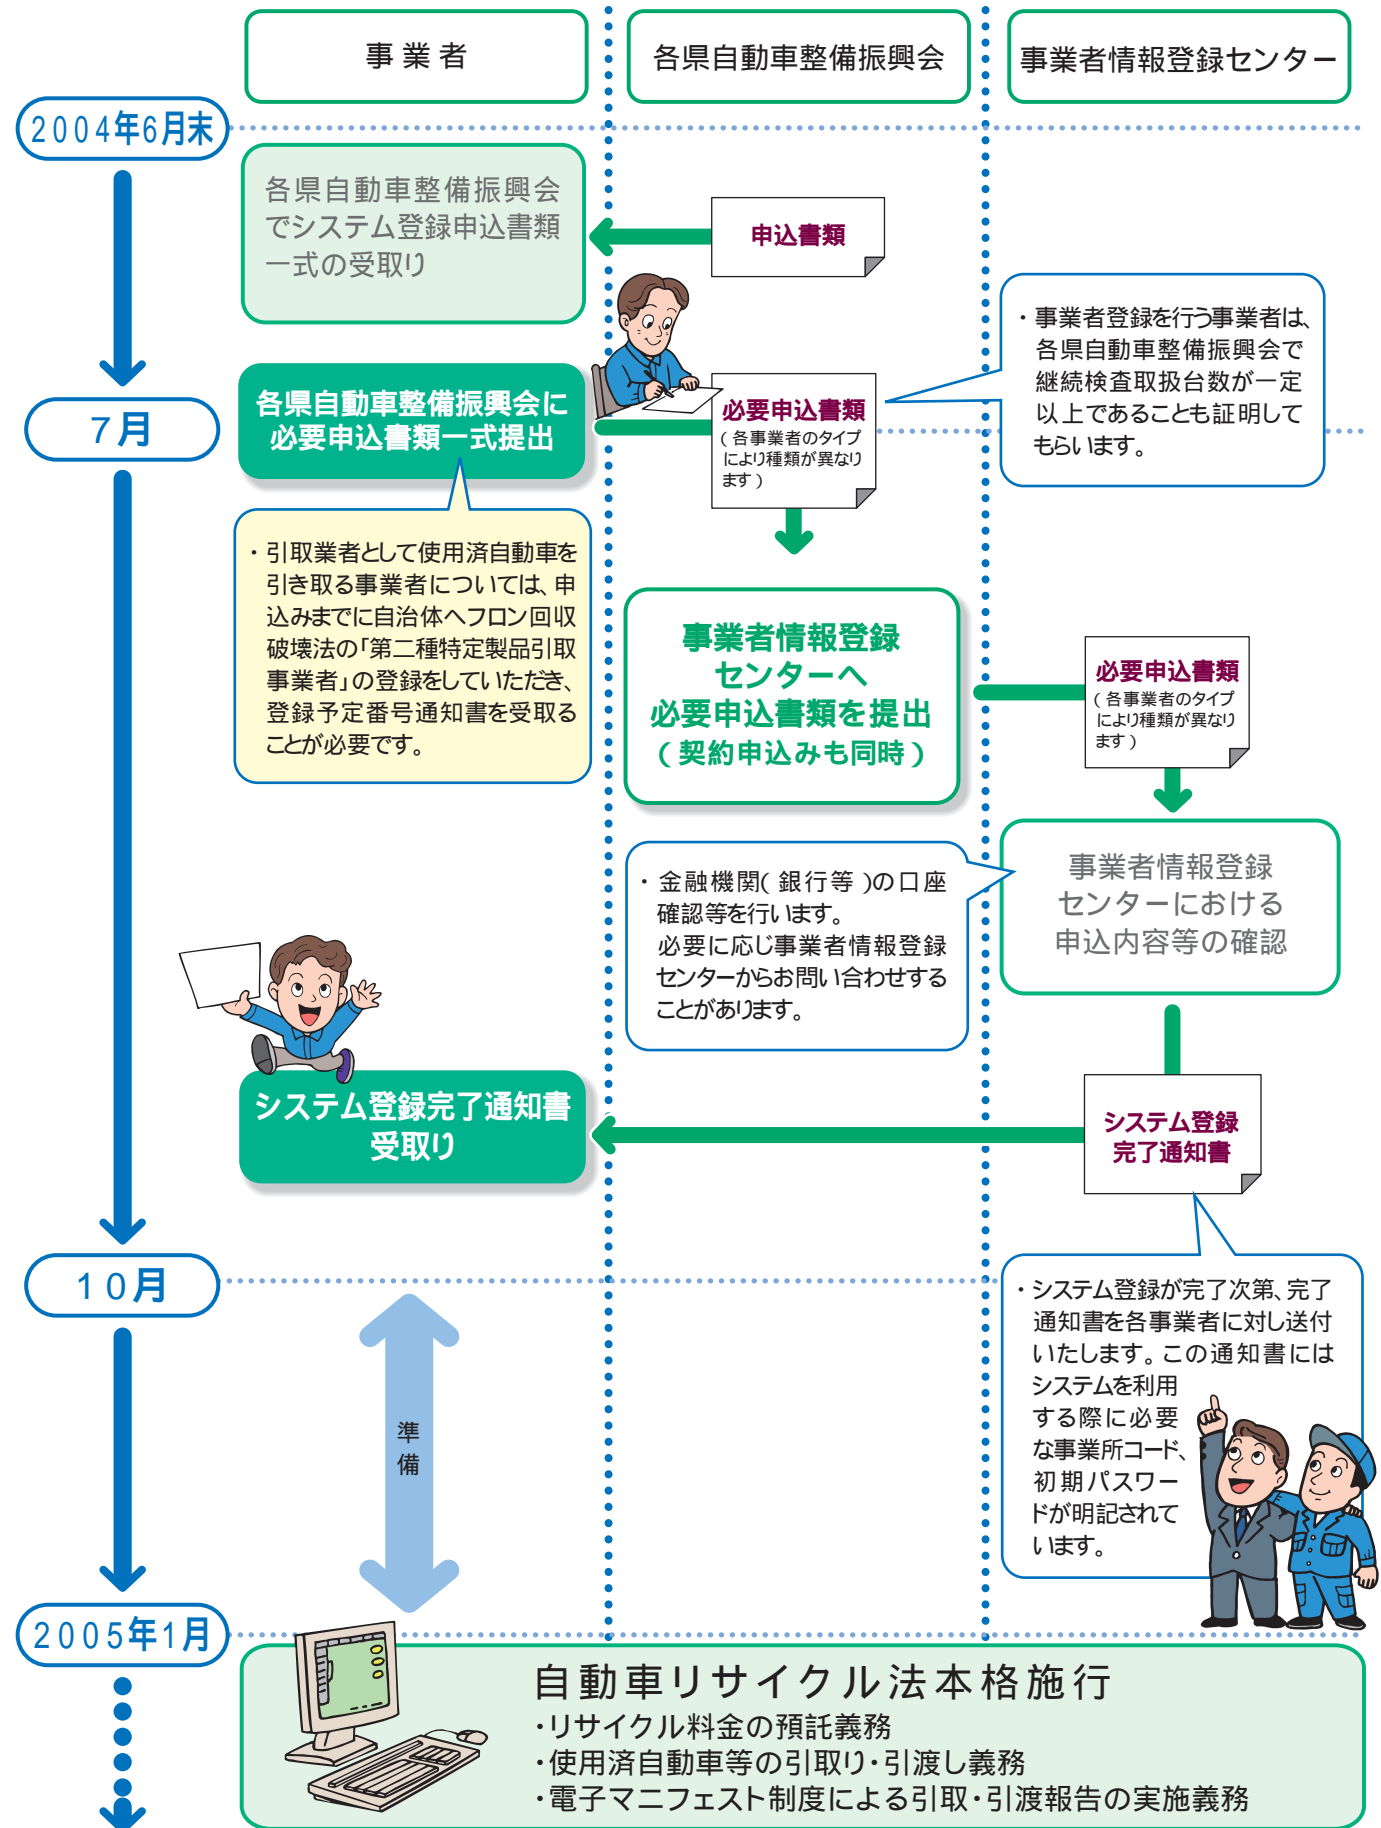 事業者
各県自動車整備振興会
事業者情報登録センター
2004年6月末
各県自動車整備振興会
でシステム登録申込書類
一式の受取り
申込書類
・事業者登録を行う事業者は、
各県自動車整備振興会で
継続検査取扱台数が一定
以上であることも証明して
もらいます。
7月
各県自動車整備振興会に
必要申込書類一式提出
必要申込書類
(各事業者のタイプ
により種類が異なり
ます)
・引取業者として使用済自動車を
引き取る事業者については、申
込みまでに自治体へフロン回収
破壊法の「第二種特定製品引取
事業者」の登録をしていただき、
登録予定番号通知書を受取る
ことが必要です。
事業者情報登録
センターへ
必要申込書類を提出
(契約申込みも同時)
必要申込書類
(各事業者のタイプ
により種類が異なり
ます)
・金融機関(銀行等)の口座
確認等を行います。
必要に応じ事業者情報登録
センターからお問い合わせする
ことがあります。
事業者情報登録
センターにおける
申込内容等の確認
システム登録完了通知書
受取り
システム登録
完了通知書
10月
・システム登録が完了次第、完了
通知書を各事業者に対し送付
いたします。この通知書には
システムを利用
する際に必要
な事業所コード、
初期パスワー
ドが明記されて
います。
準
備
2005年1月
自動車リサイクル法本格施行
・リサイクル料金の預託義務
・使用済自動車等の引取り・引渡し義務
・電子マニフェスト制度による引取・引渡報告の実施義務